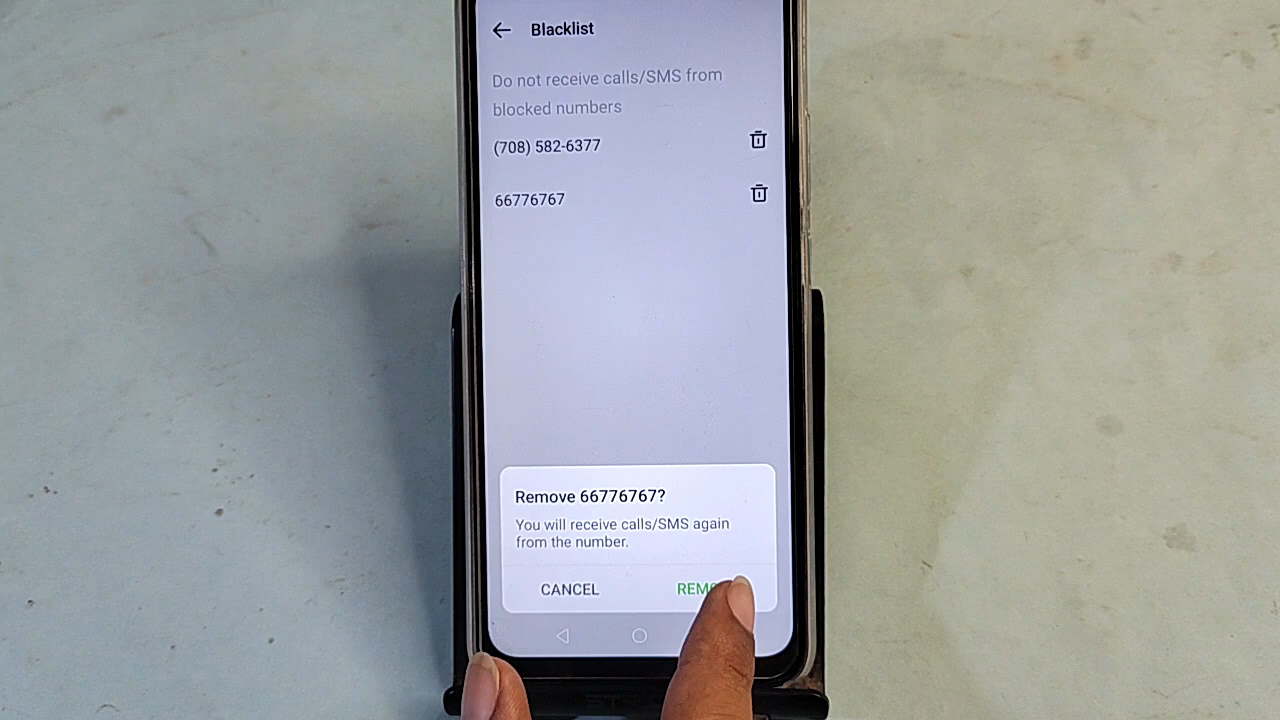 Blacklist
Do not receive calls/SMS from
blocked numbers
(708) 582-6377
66776767
Remove 66776767?
You will receive calls/SMS again
from the number.
CANCEL